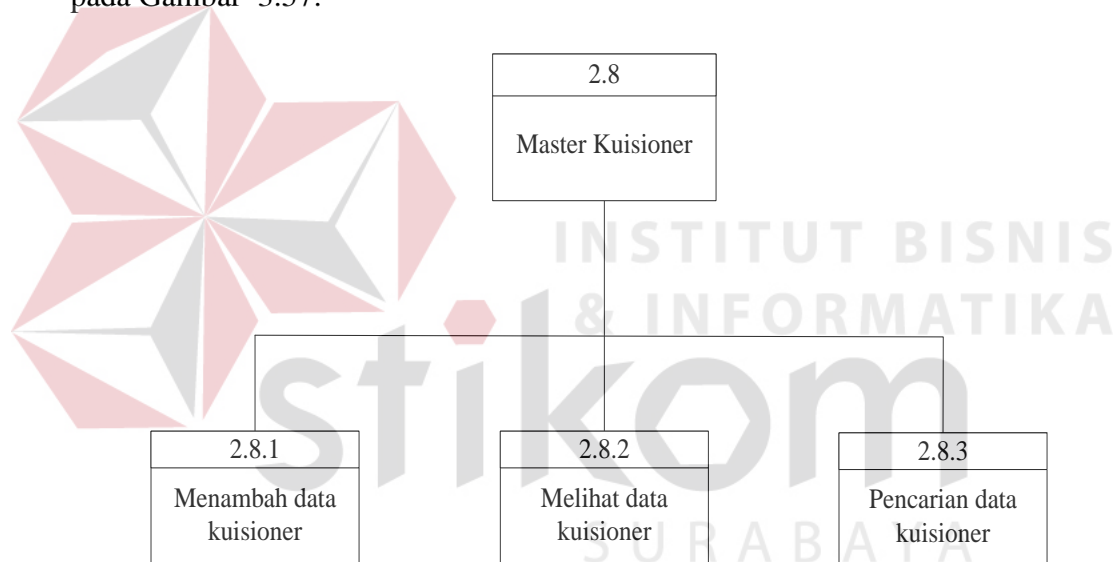 pada Gambar 3.37.
2.8
Master Kuisioner
INSTITUT BISNIS
& INFORMATIKA
stikom
SURABAYA
2.8.1
Menambah data
kuisioner
2.8.2
Melihat data
kuisioner
2.8.3
Pencarian data
kuisioner